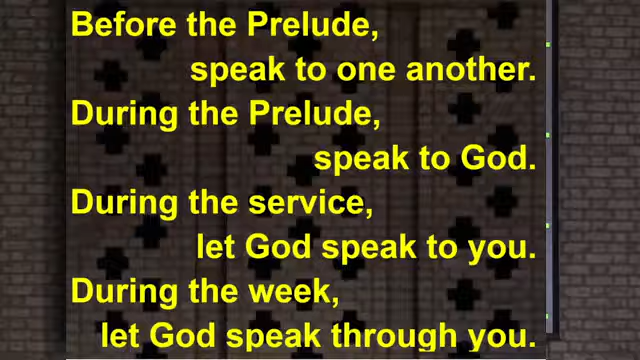 Before the Prelude,
speak to one another.
During the Prelude,
speak to God.
During the service,
let God speak to you.
During the week,
let God speak through you.